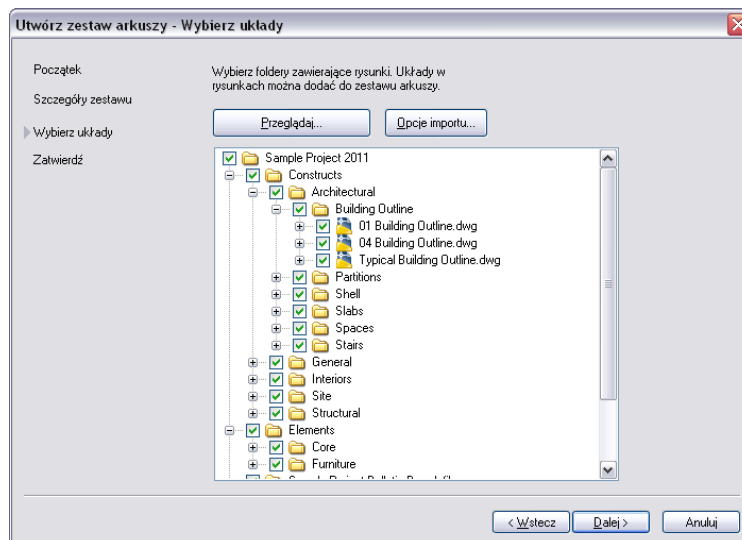 Utwórz zestaw arkuszy - Wybierz układy
Początek
Szczegóły zestawu
Wybierz układy
Zatwierdź
Wybierz foldery zawierające rysunki. Układy w
rysunkach można dodać do zestawu arkuszy.
Przeglądaj...
Opcje importu...
Sample Project 2011
Constructs
Architectural
Building Outline
01 Building Outline.dwg
04 Building Outline.dwg
Typical Building Outline.dwg
Partitions
Shell
Slabs
Spaces
Stairs
General
Interiors
Site
Structural
Elements
Core
Furniture
< Wstecz
Dalej >
Anuluj